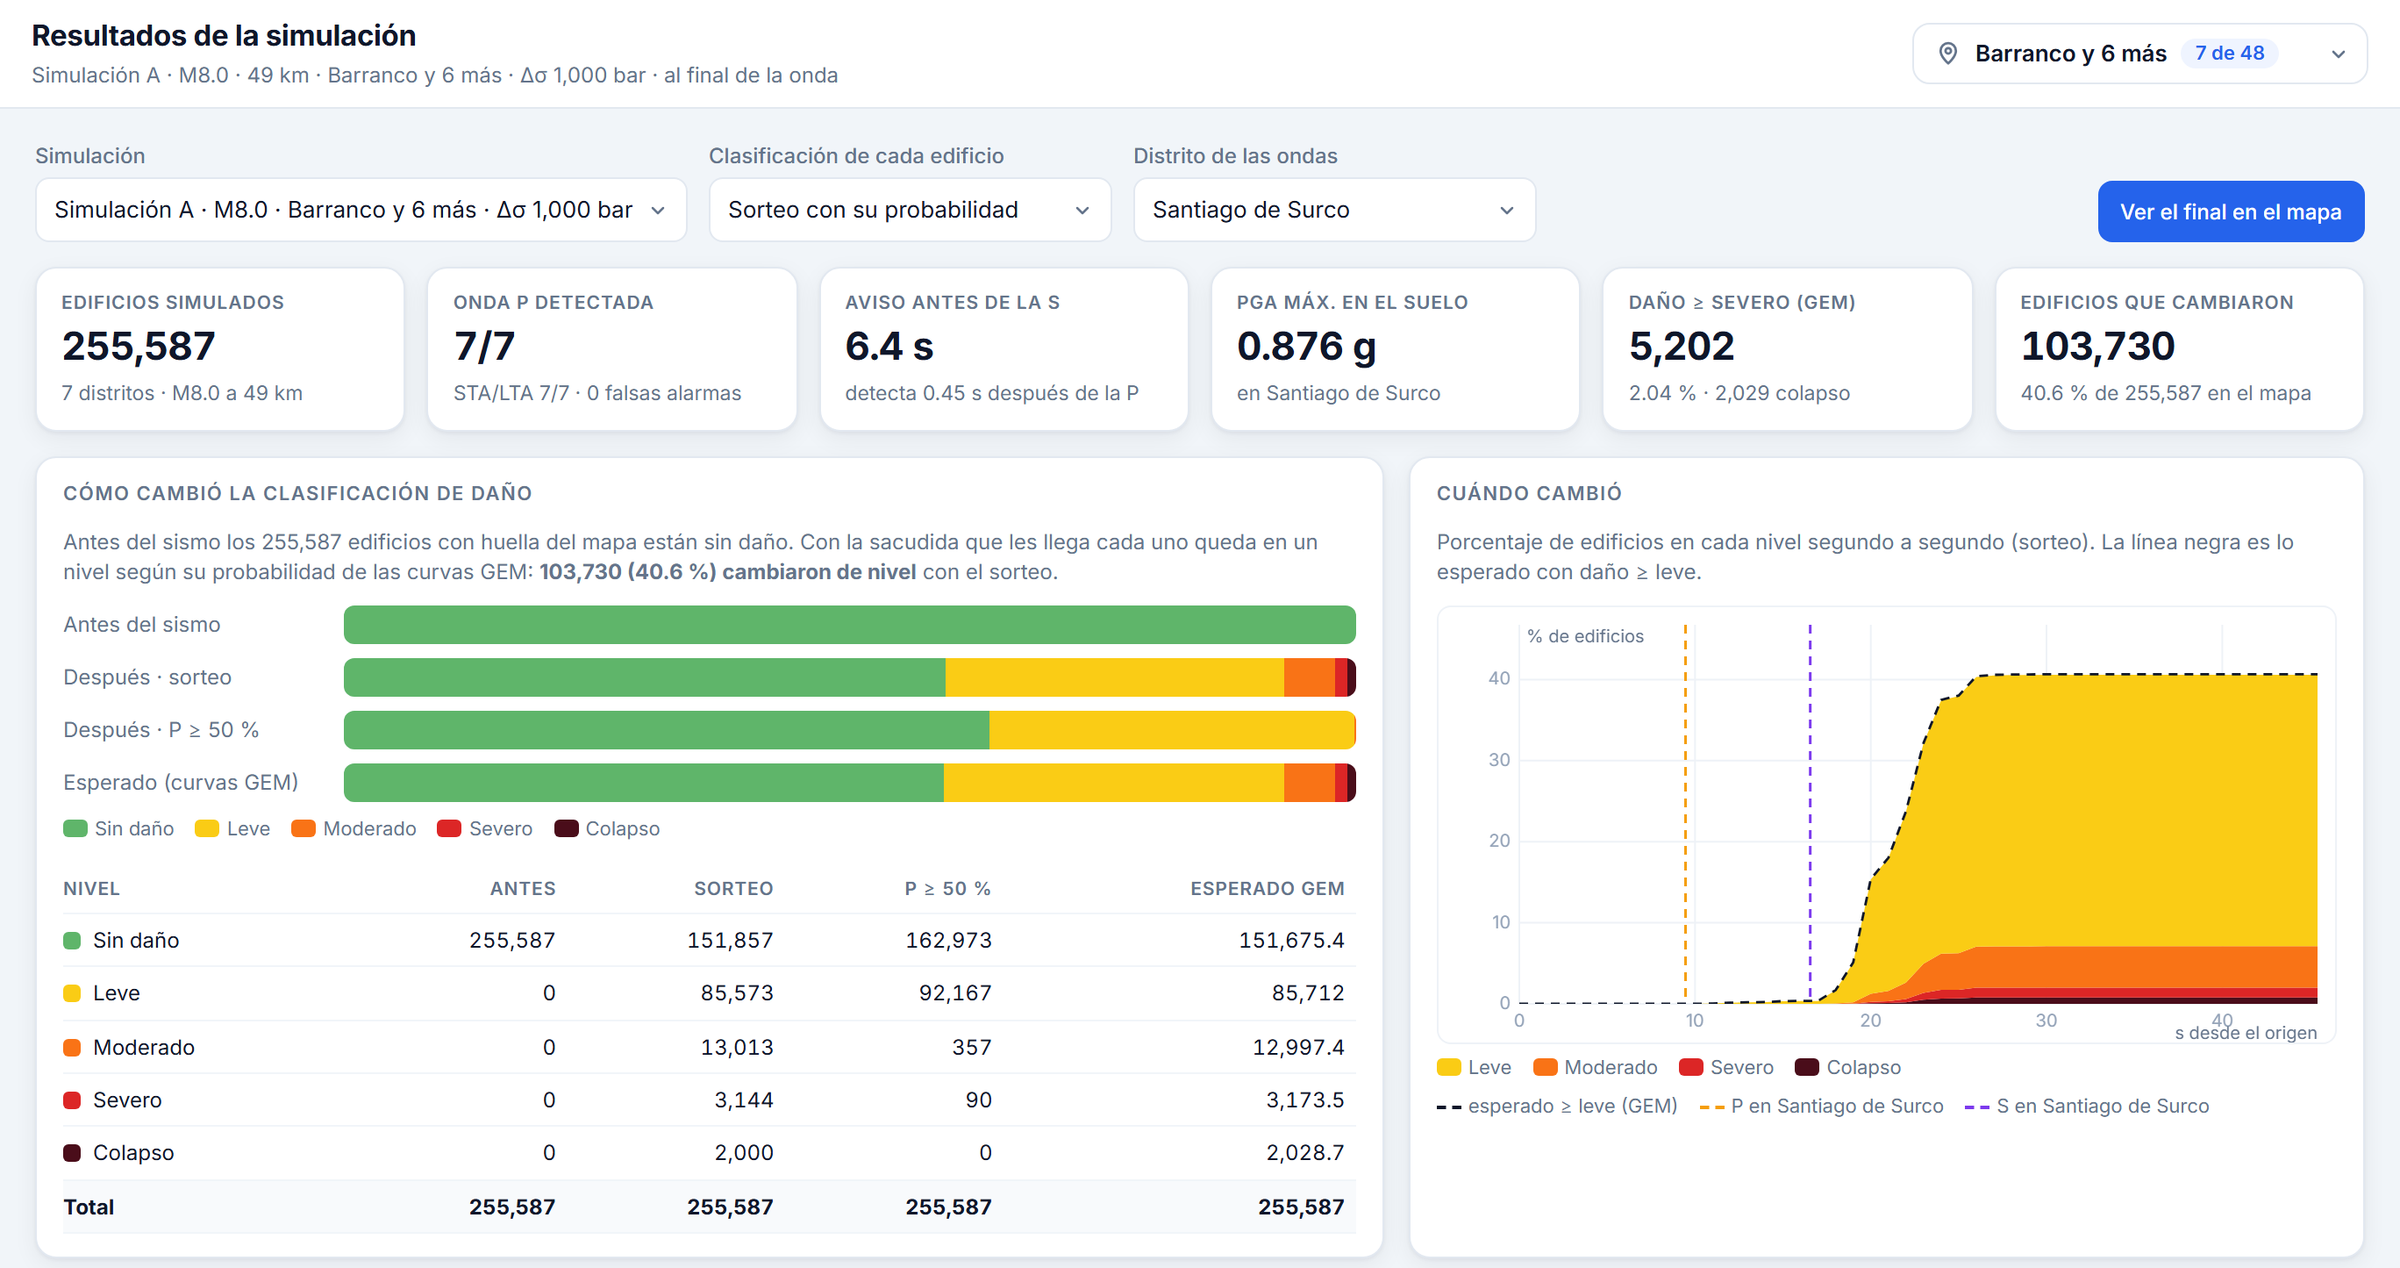 Resultados de la simulación
Simulación A · M8.0 · 49 km · Barranco y 6 más · Δσ 1,000 bar · al final de la onda
Barranco y 6 más 7 de 48
Simulación
Clasificación de cada edificio
Distrito de las ondas
Simulación A · M8.0 · Barranco y 6 más · Δσ 1,000 bar
Sorteo con su probabilidad
Santiago de Surco
Ver el final en el mapa
EDIFICIOS SIMULADOS
255,587
7 distritos · M8.0 a 49 km
ONDA P DETECTADA
7/7
STA/LTA 7/7 · 0 falsas alarmas
AVISO ANTES DE LA S
6.4 s
detecta 0.45 s después de la P
PGA MÁX. EN EL SUELO
0.876 g
en Santiago de Surco
DAÑO ≥ SEVERO (GEM)
5,202
2.04 % · 2,029 colapso
EDIFICIOS QUE CAMBIARON
103,730
40.6 % de 255,587 en el mapa
CÓMO CAMBIÓ LA CLASIFICACIÓN DE DAÑO
Antes del sismo los 255,587 edificios con huella del mapa están sin daño. Con la sacudida que les llega cada uno queda en un
nivel según su probabilidad de las curvas GEM: 103,730 (40.6 %) cambiaron de nivel con el sorteo.
Antes del sismo
Después · sorteo
Después · P ≥ 50 %
Esperado (curvas GEM)
Sin daño Leve Moderado Severo Colapso
NIVEL ANTES SORTEO P ≥ 50 % ESPERADO GEM
Sin daño 255,587 151,857 162,973 151,675.4
Leve 0 85,573 92,167 85,712
Moderado 0 13,013 357 12,997.4
Severo 0 3,144 90 3,173.5
Colapso 0 2,000 0 2,028.7
Total 255,587 255,587 255,587 255,587
CUÁNDO CAMBIÓ
Porcentaje de edificios en cada nivel segundo a segundo (sorteo). La línea negra es lo
esperado con daño ≥ leve.
% de edificios
40
30
20
10
0
0 10 20 30 40
s desde el origen
Leve Moderado Severo Colapso
esperado ≥ leve (GEM) P en Santiago de Surco S en Santiago de Surco